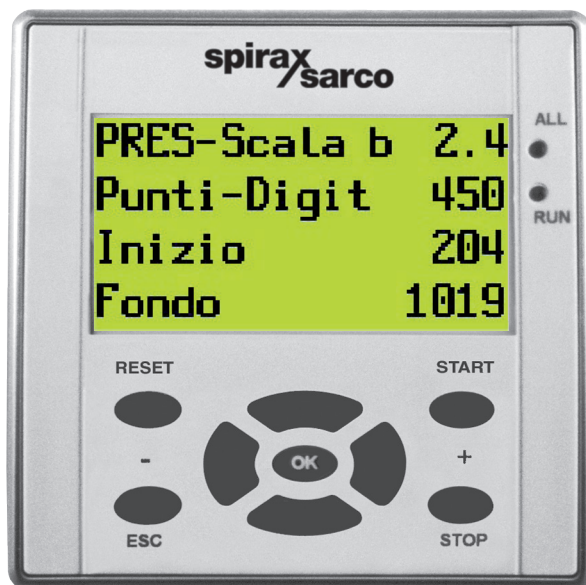 spirax
sarco
PRES-Scala b 2.4
Punti-Digit 450
Inizio 204
Fondo 1019
ALL
RUN
RESET
START
-
OK
+
ESC
STOP